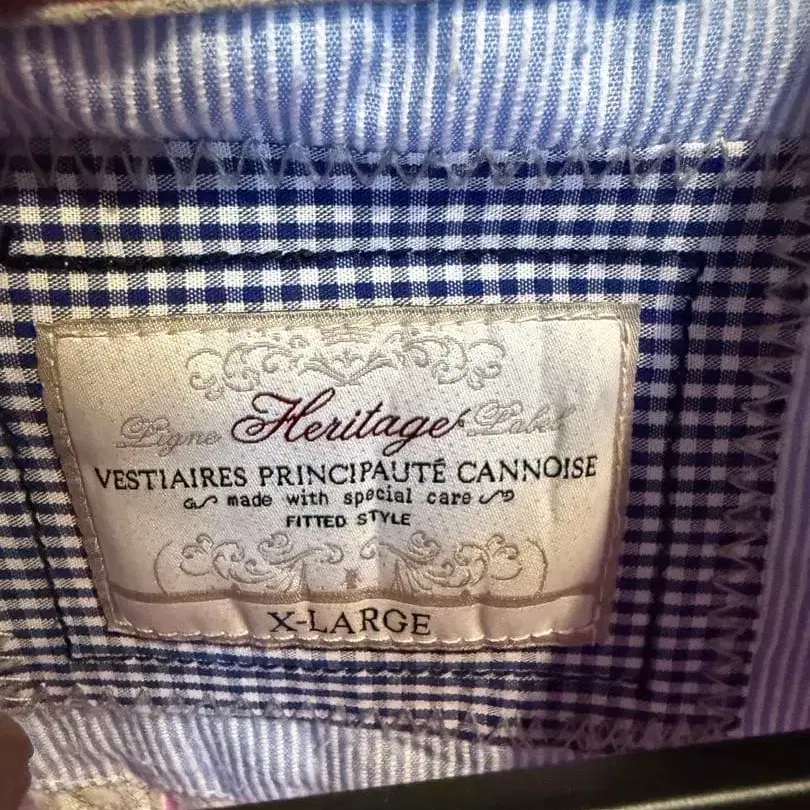 Ligne Heritage Label
VESTIAIRES PRINCIPAUTÉ CANNOISE
made with special care
FITTED STYLE
X-LARGE